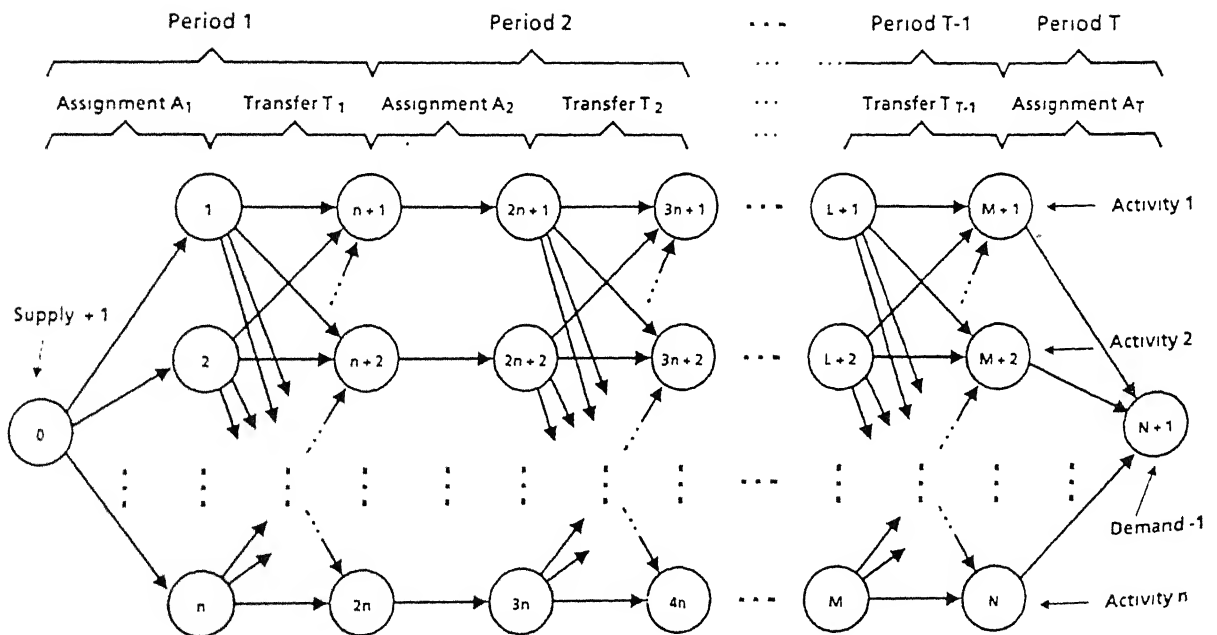 Period 1 Period 2 Period T-1 Period T
Assignment A1 Transfer T1 Assignment A2 Transfer T2 Transfer TT-1 Assignment AT
1 n + 1 2n + 1 3n + 1 L + 1 M + 1 Activity 1
Supply + 1
2 n + 2 2n + 2 3n + 2 L + 2 M + 2 Activity 2
0 N + 1
Demand -1
n 2n 3n 4n M N Activity n